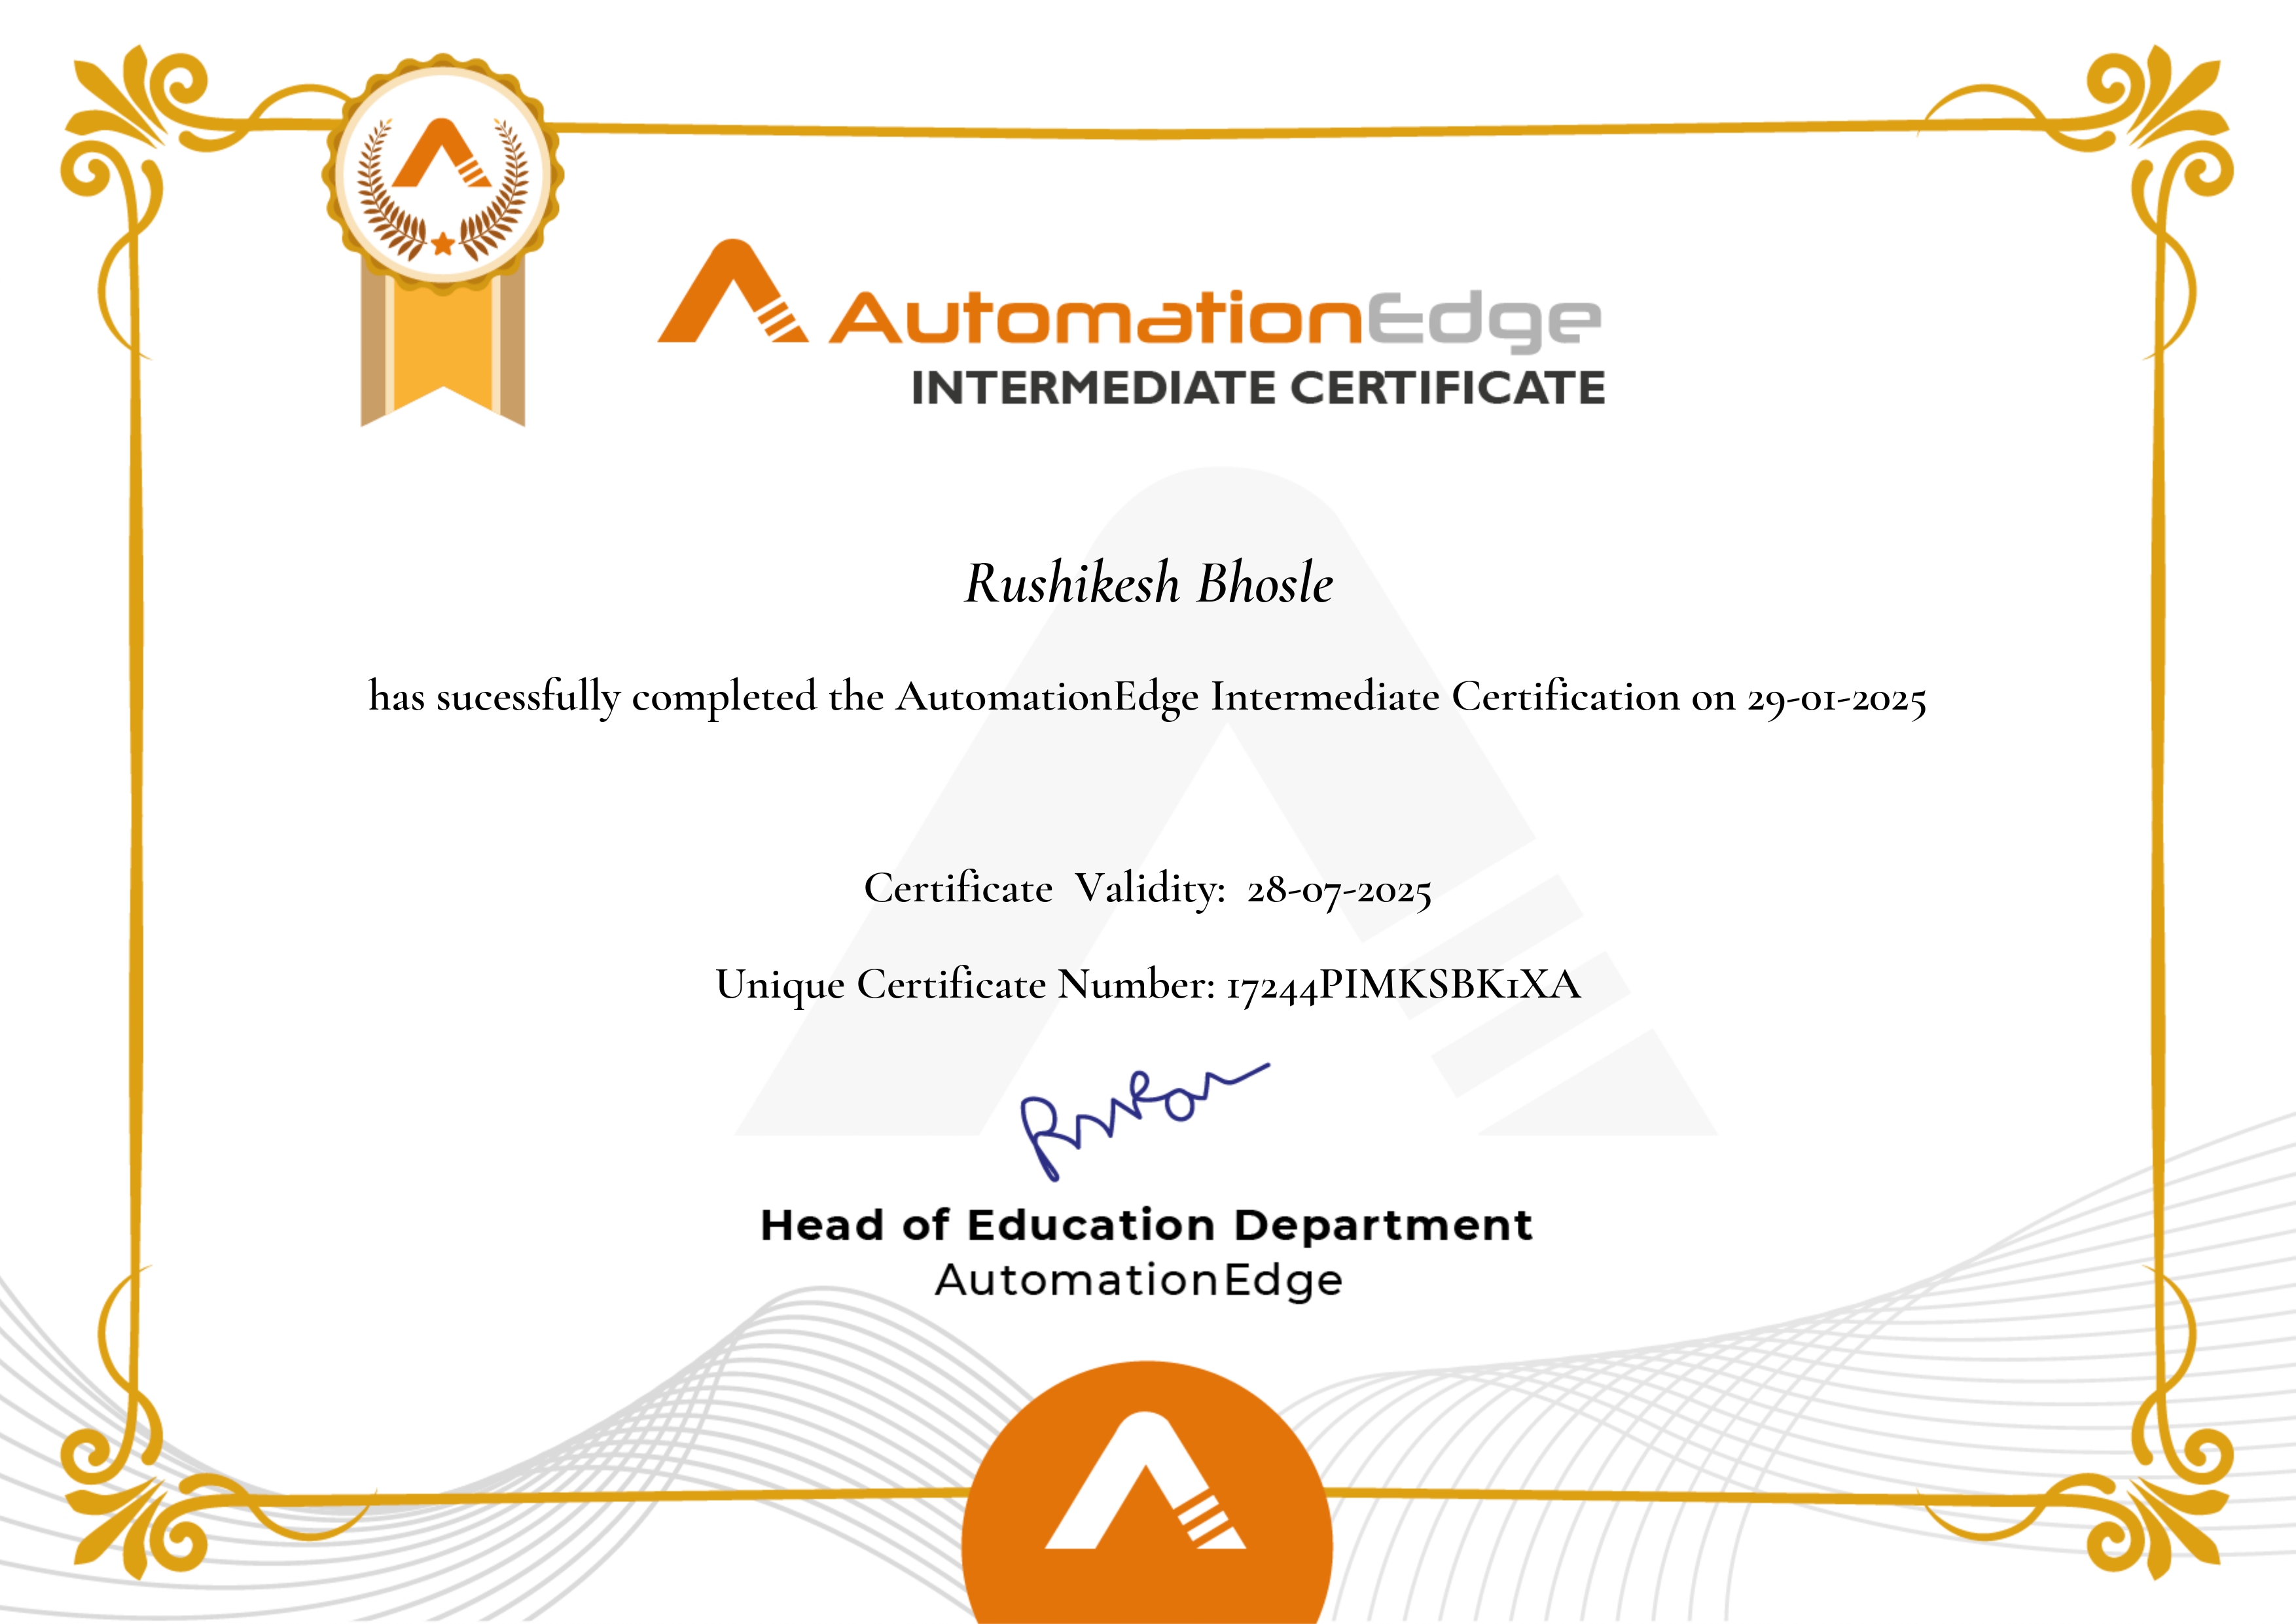 AutomationEdge
INTERMEDIATE CERTIFICATE
Rushikesh Bhosle
has sucessfully completed the AutomationEdge Intermediate Certification on 29-01-2025
Certificate Validity: 28-07-2025
Unique Certificate Number: 17244PIMKSBK1XA
Head of Education Department
AutomationEdge